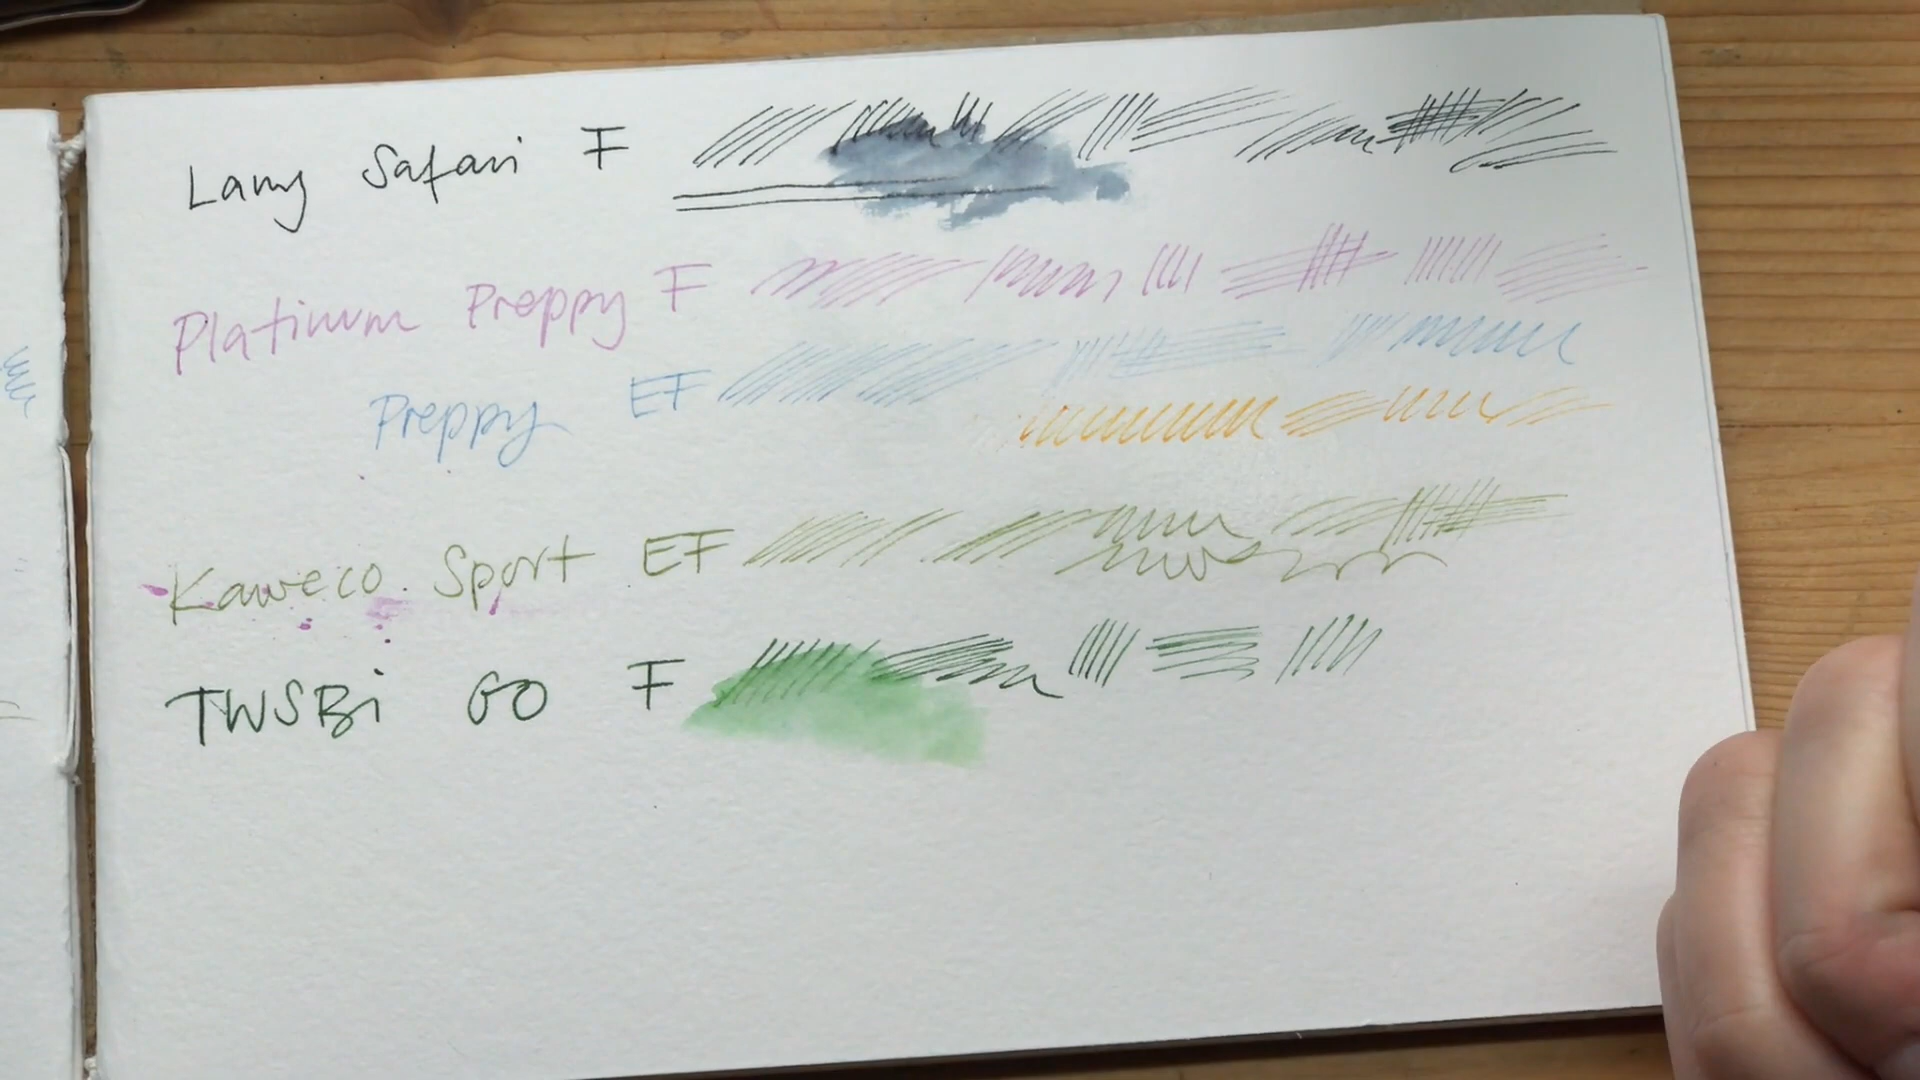 Lamy Safari F
Platinum Preppy F
Preppy EF
Kaweco Sport EF
TWSBi GO F